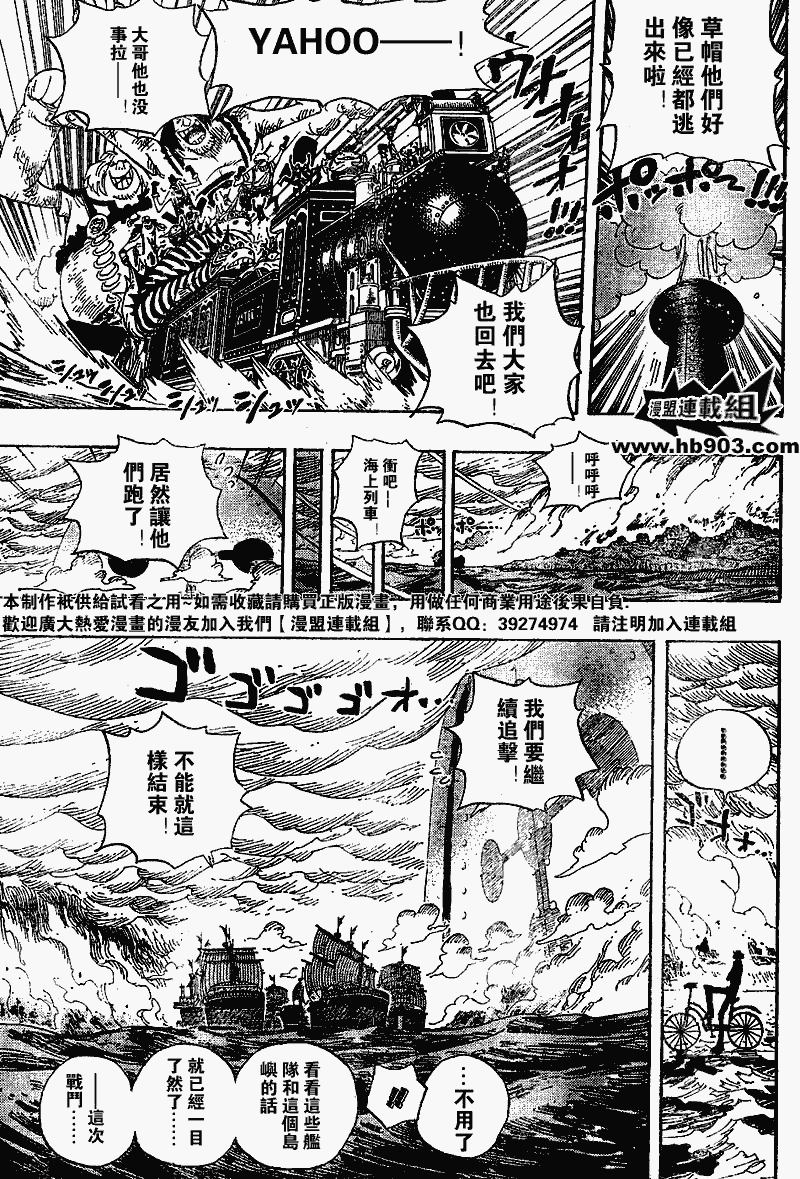 草帽他們好
像已經都逃
出來啦！
ポッポー!!!
YAHOO——！
大哥他也没
事拉——！
我們大家
也回去吧！
漫盟連載組
www.hb903.com
呼呼呼
——！
衝吧——
海上列車！
居然讓他
們跑了！
本制作衹供給試看之用~如需收藏請購買正版漫畫，用做任何商業用途後果自負.
歡迎廣大熱愛漫畫的漫友加入我們【漫盟連載組】，聯系QQ：39274974 請注明加入連載組
………
我們要繼
續追擊！
不能就這
樣結束！
ゴゴゴゴオォ…
…不用了
!!
看看這些艦
隊和這個島
嶼的話
就已經一目
了然了……
——這次
戰鬥……